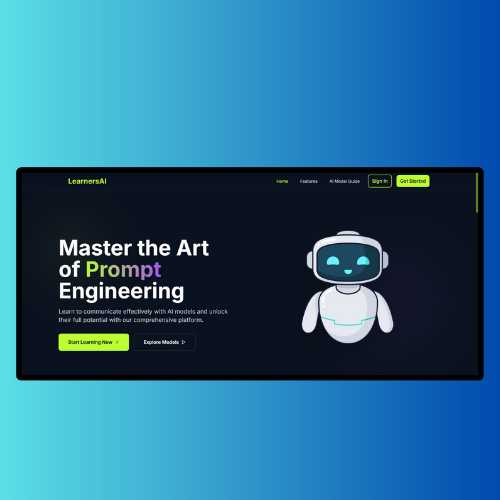 LearnersAI
Home Features AI Model Guide Sign In Get Started
Master the Art
of Prompt
Engineering
Learn to communicate effectively with AI models and unlock
their full potential with our comprehensive platform.
Start Learning Now
Explore Models